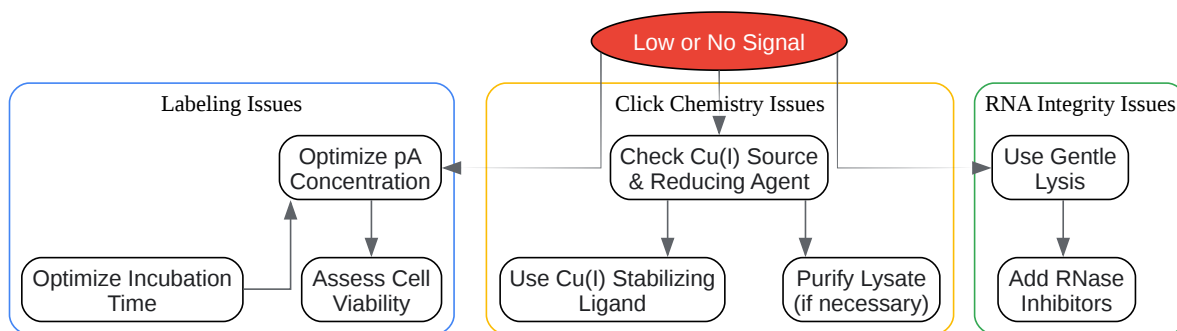 Low or No Signal
Labeling Issues
Click Chemistry Issues
RNA Integrity Issues
Optimize pA
Concentration
Check Cu(I) Source
& Reducing Agent
Use Gentle
Lysis
Optimize Incubation
Time
Assess Cell
Viability
Use Cu(I) Stabilizing
Ligand
Purify Lysate
(if necessary)
Add RNase
Inhibitors